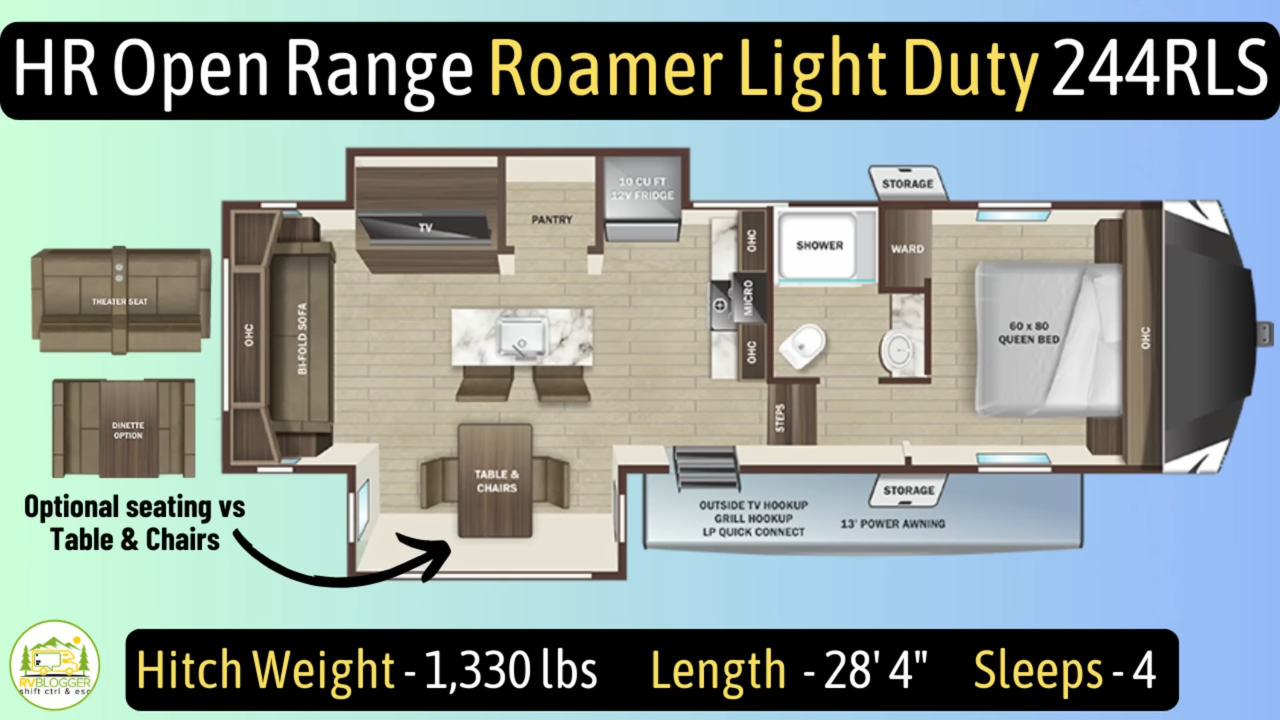 HR Open Range Roamer Light Duty 244RLS
STORAGE
10 CU FT
12V FRIDGE
TV
PANTRY
OHC
SHOWER
WARD
THEATER SEAT
OHC
BI-FOLD SOFA
MICRO
60 x 80
QUEEN BED
OHC
OHC
DINETTE
OPTION
STEPS
TABLE &
CHAIRS
Optional seating vs
Table & Chairs
OUTSIDE TV HOOKUP
GRILL HOOKUP
LP QUICK CONNECT
STORAGE
13' POWER AWNING
RVBLOGGER
shift ctrl & esc
Hitch Weight - 1,330 lbs Length - 28' 4" Sleeps - 4